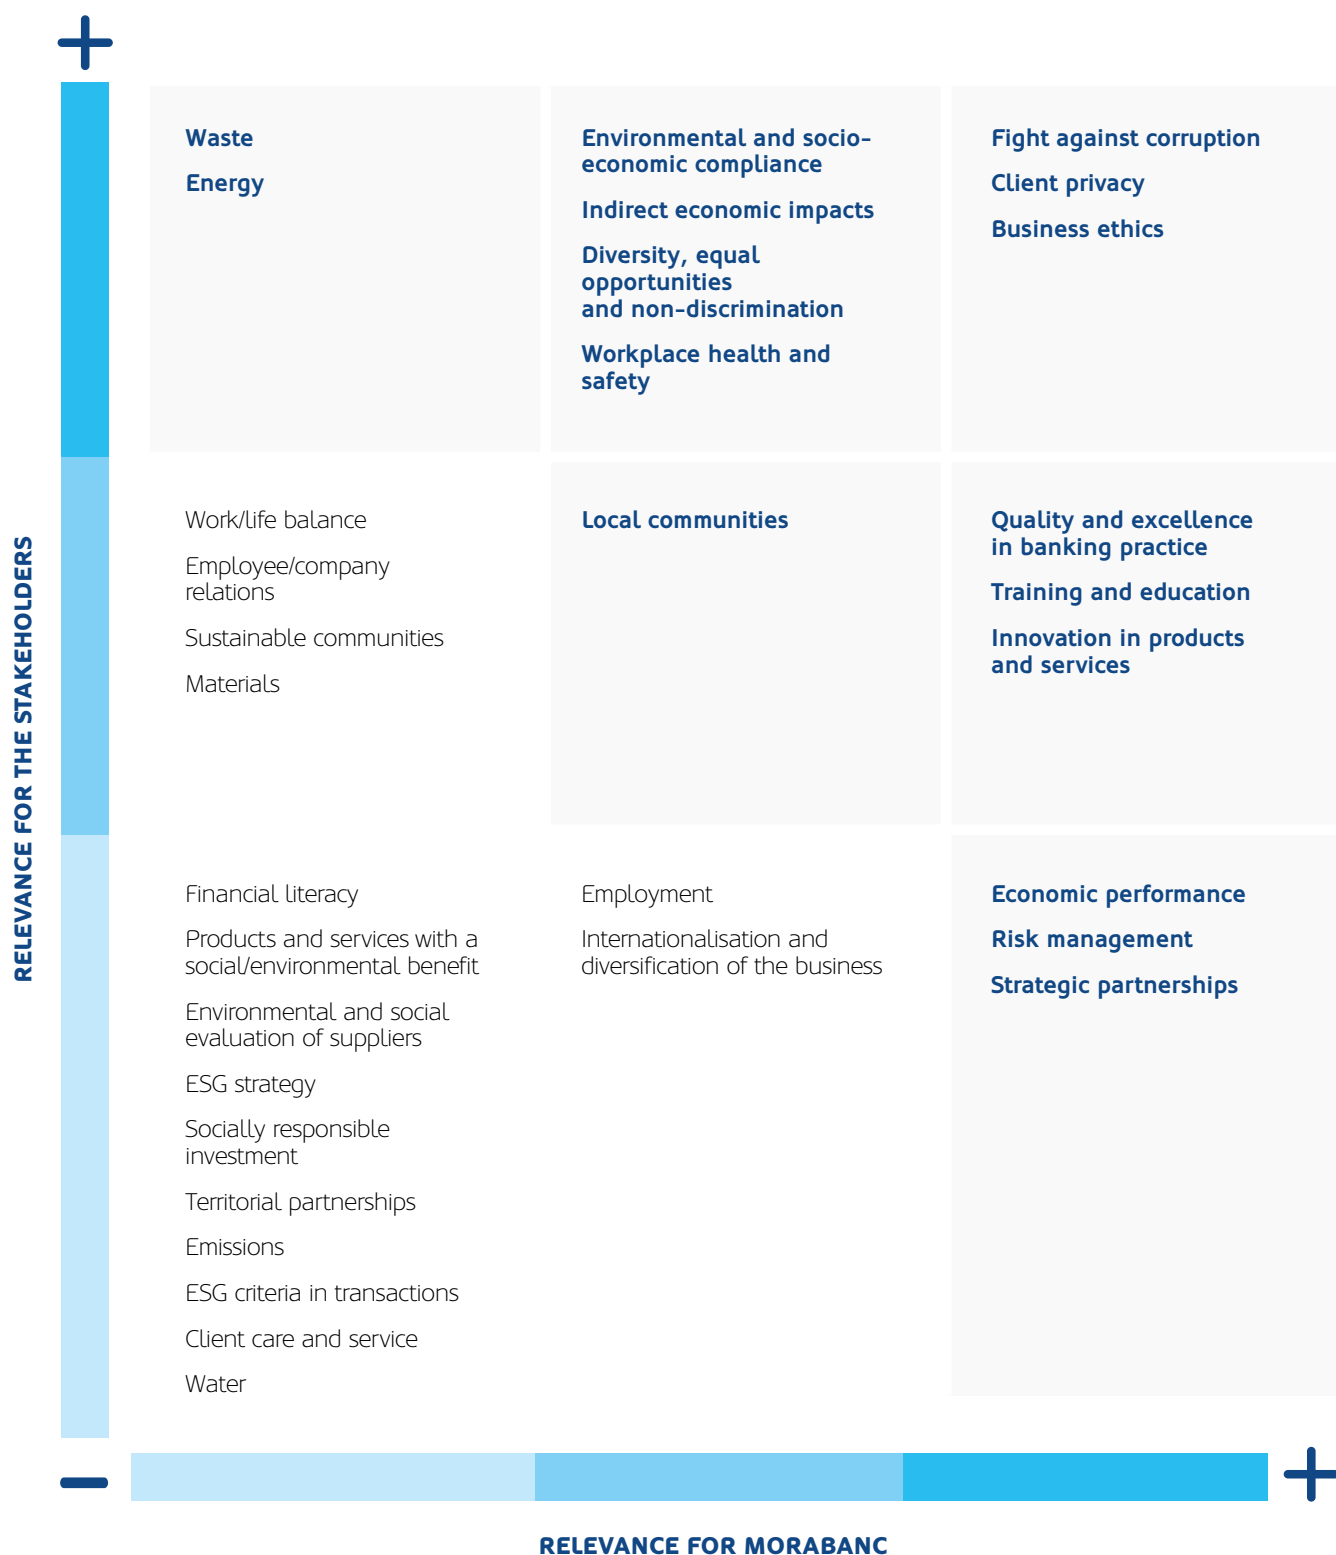 +
Waste
Energy
Environmental and socio-
economic compliance
Indirect economic impacts
Diversity, equal
opportunities
and non-discrimination
Workplace health and
safety
Fight against corruption
Client privacy
Business ethics
RELEVANCE FOR THE STAKEHOLDERS
Work/life balance
Employee/company
relations
Sustainable communities
Materials
Local communities
Quality and excellence
in banking practice
Training and education
Innovation in products
and services
Financial literacy
Products and services with a
social/environmental benefit
Environmental and social
evaluation of suppliers
ESG strategy
Socially responsible
investment
Territorial partnerships
Emissions
ESG criteria in transactions
Client care and service
Water
Employment
Internationalisation and
diversification of the business
Economic performance
Risk management
Strategic partnerships
–
+
RELEVANCE FOR MORABANC